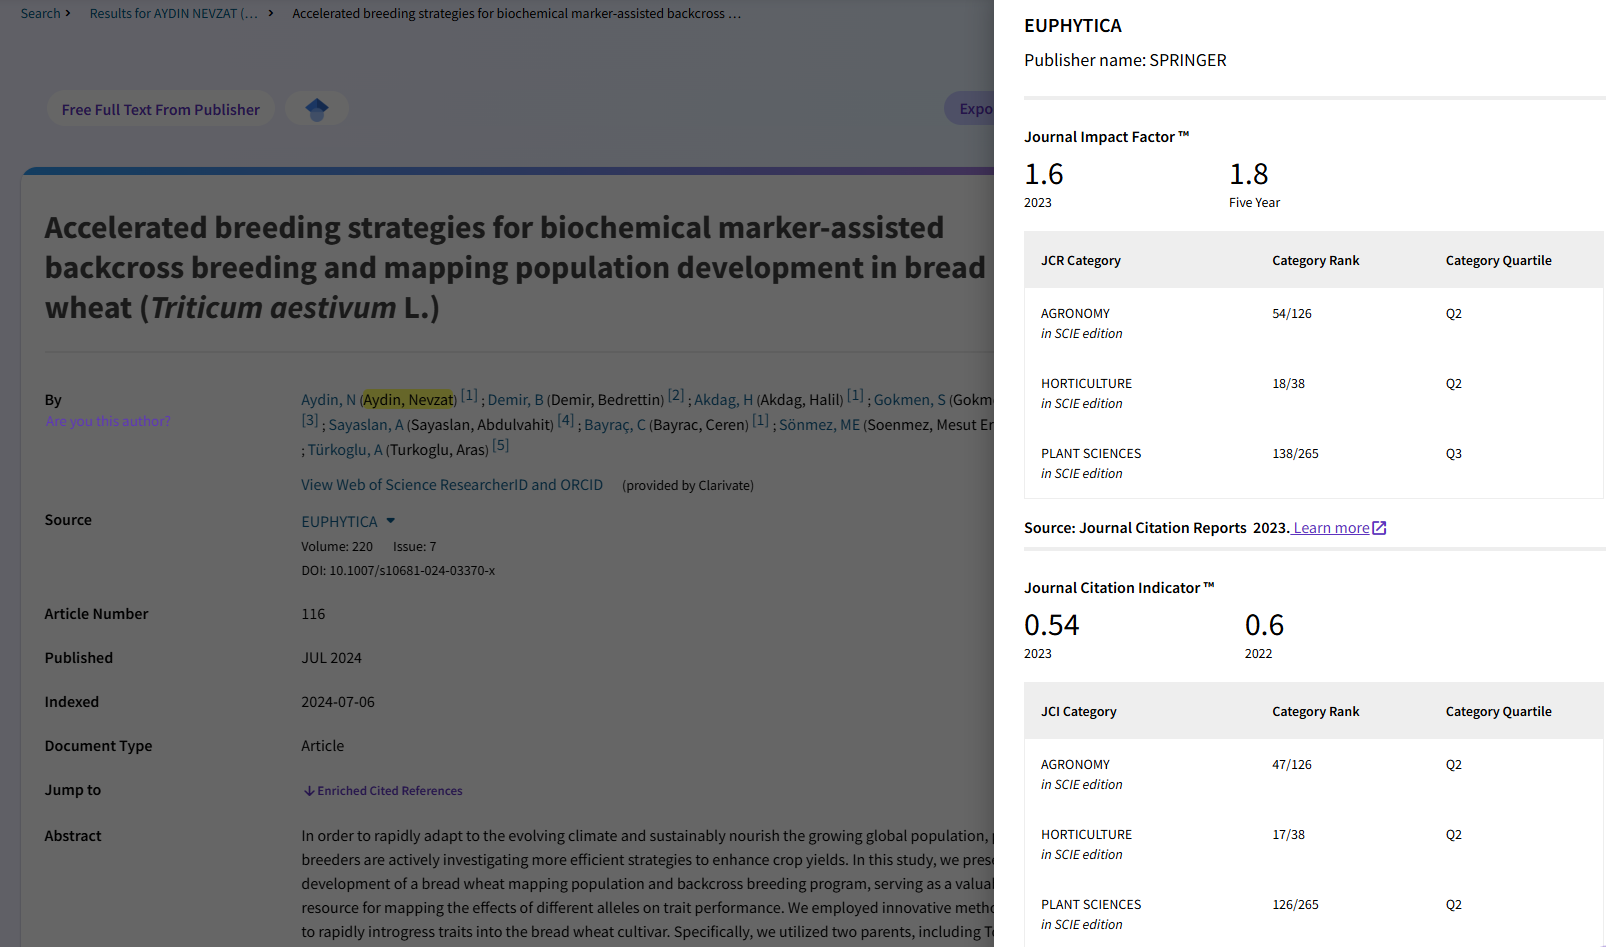 Search > Results for AYDIN NEVZAT (... > Accelerated breeding strategies for biochemical marker-assisted backcross ...
Free Full Text From Publisher
Expo
Accelerated breeding strategies for biochemical marker-assisted
backcross breeding and mapping population development in bread
wheat (Triticum aestivum L.)
By
Are you this author?
Aydin, N (Aydin, Nevzat) [1] ; Demir, B (Demir, Bedrettin) [2] ; Akdag, H (Akdag, Halil) [1] ; Gokmen, S (Gokm
[3] ; Sayaslan, A (Sayaslan, Abdulvahit) [4] ; Bayraç, C (Bayrac, Ceren) [1] ; Sönmez, ME (Soenmez, Mesut Er
; Türkoglu, A (Turkoglu, Aras) [5]
View Web of Science ResearcherID and ORCID (provided by Clarivate)
Source
EUPHYTICA
Volume: 220 Issue: 7
DOI: 10.1007/s10681-024-03370-x
Article Number 116
Published JUL 2024
Indexed 2024-07-06
Document Type Article
Jump to Enriched Cited References
Abstract
In order to rapidly adapt to the evolving climate and sustainably nourish the growing global population,
breeders are actively investigating more efficient strategies to enhance crop yields. In this study, we prese
development of a bread wheat mapping population and backcross breeding program, serving as a valual
resource for mapping the effects of different alleles on trait performance. We employed innovative metho
to rapidly introgress traits into the bread wheat cultivar. Specifically, we utilized two parents, including T
EUPHYTICA
Publisher name: SPRINGER
Journal Impact Factor ™
1.6 1.8
2023 Five Year
JCR Category Category Rank Category Quartile
AGRONOMY 54/126 Q2
in SCIE edition
HORTICULTURE 18/38 Q2
in SCIE edition
PLANT SCIENCES 138/265 Q3
in SCIE edition
Source: Journal Citation Reports 2023. Learn more
Journal Citation Indicator ™
0.54 0.6
2023 2022
JCI Category Category Rank Category Quartile
AGRONOMY 47/126 Q2
in SCIE edition
HORTICULTURE 17/38 Q2
in SCIE edition
PLANT SCIENCES 126/265 Q2
in SCIE edition